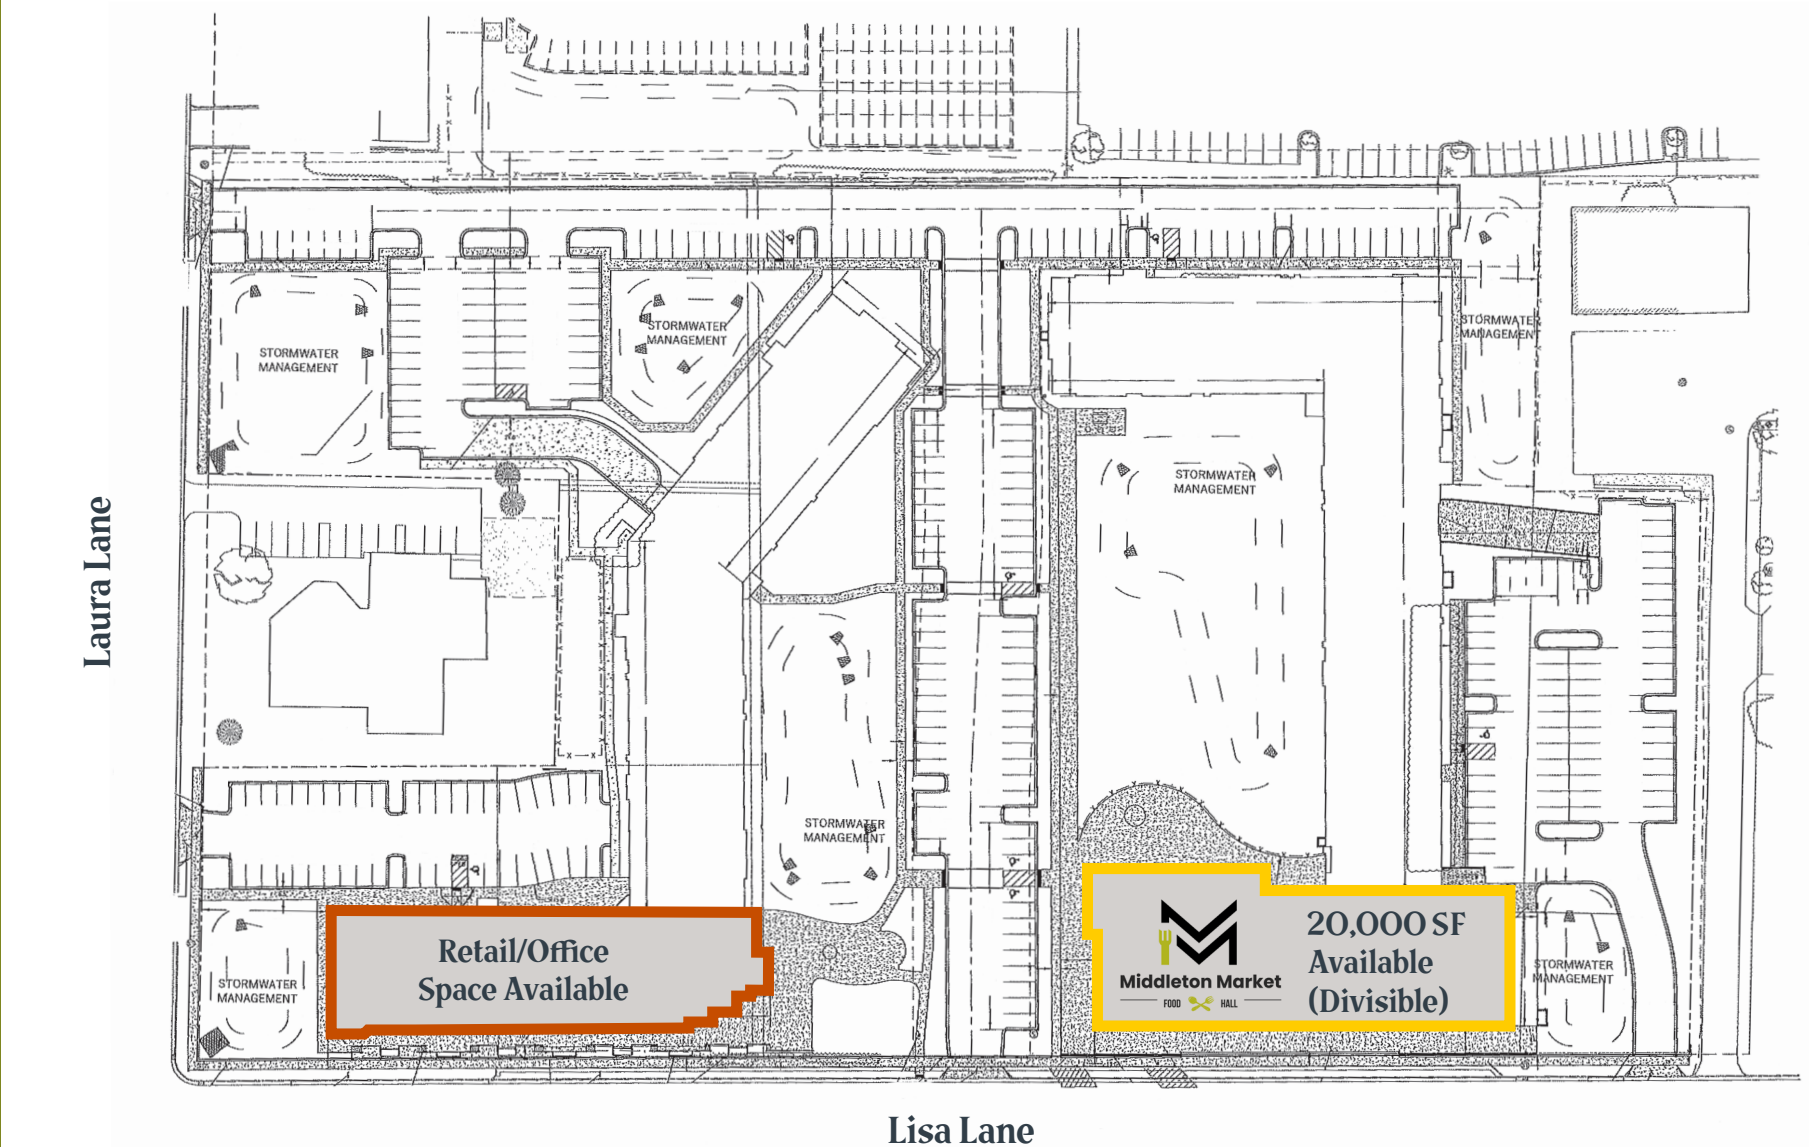 STORMWATER
MANAGEMENT
STORMWATER
MANAGEMENT
STORMWATER
MANAGEMENT
STORMWATER
MANAGEMENT
STORMWATER
MANAGEMENT
STORMWATER
MANAGEMENT
STORMWATER
MANAGEMENT
Laura Lane
Retail/Office
Space Available
Middleton Market
FOOD HALL
20,000 SF
Available
(Divisible)
Lisa Lane